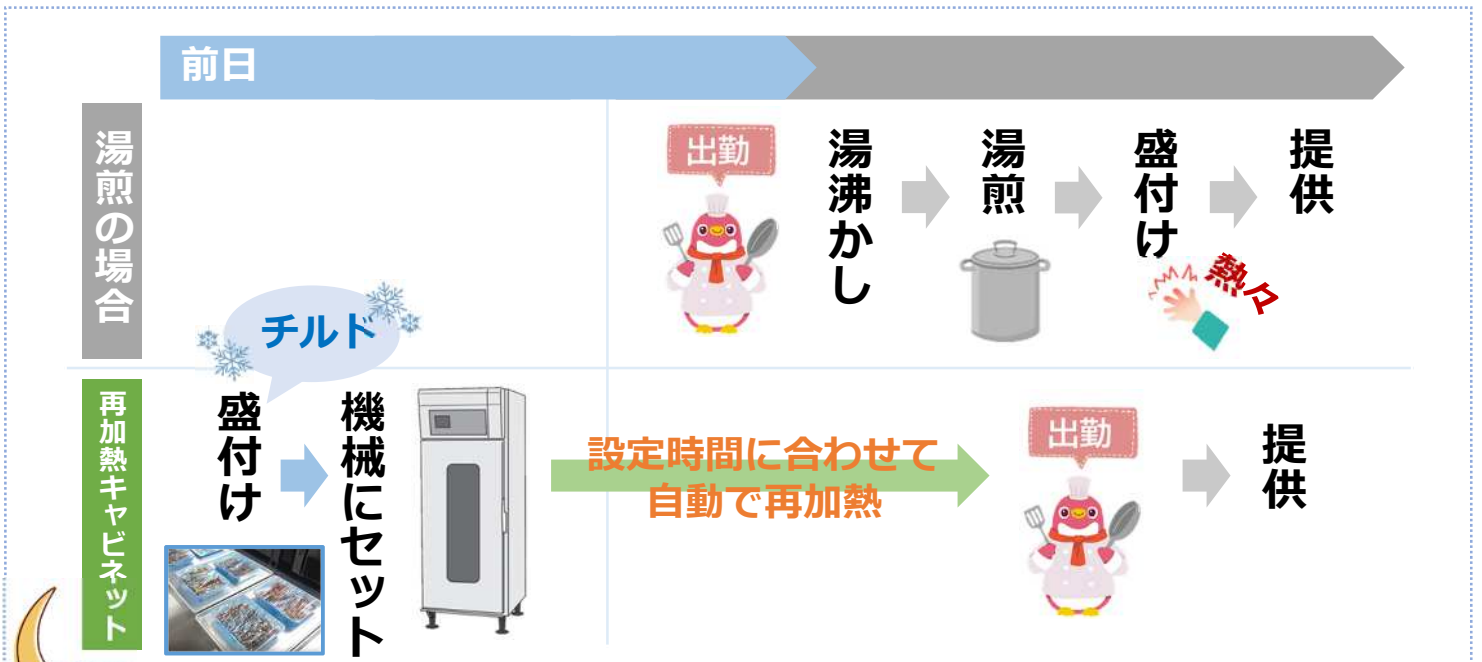 前日
湯煎の場合
出勤
湯沸かし
湯煎
盛付け
提供
熱々
チルド
再加熱キャビネット
盛付け
機械にセット
設定時間に合わせて
自動で再加熱
出勤
提供